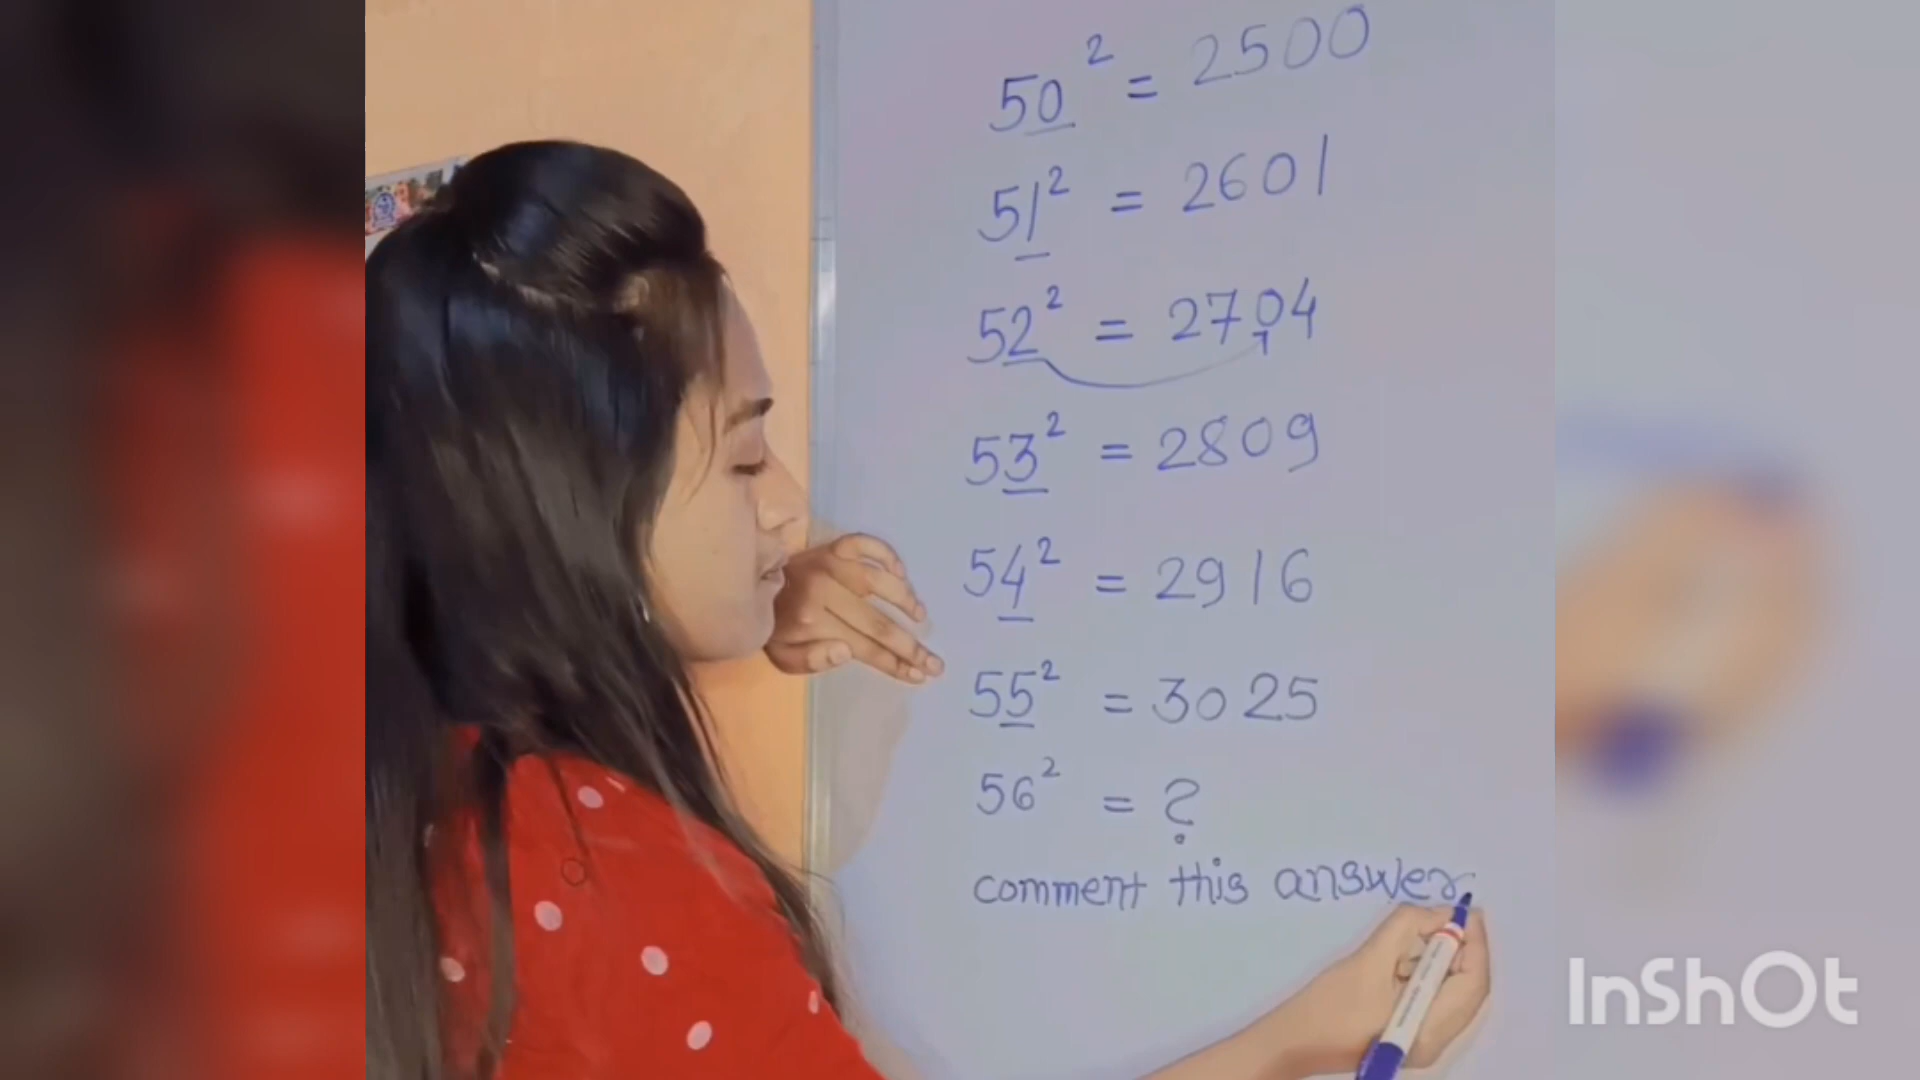 50² = 2500
51² = 2601
52² = 2704
53² = 2809
54² = 2916
55² = 3025
56² = ?
comment this answer
InShOt